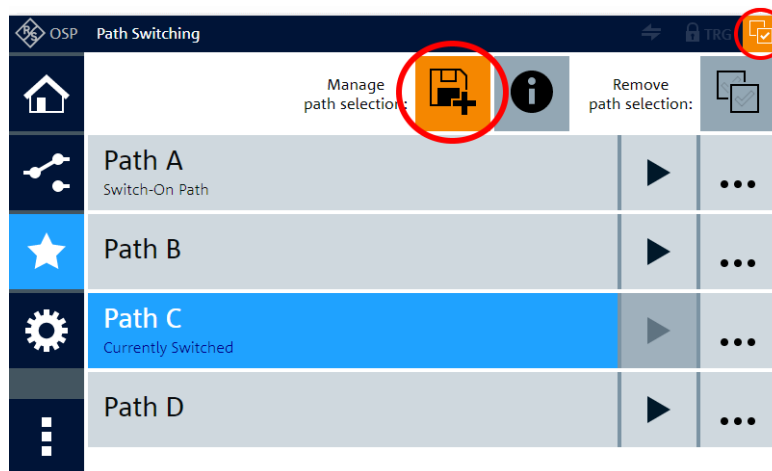 R&S OSP Path Switching TRG
Manage
path selection:
Remove
path selection:
Path A
Switch-On Path
Path B
Path C
Currently Switched
Path D